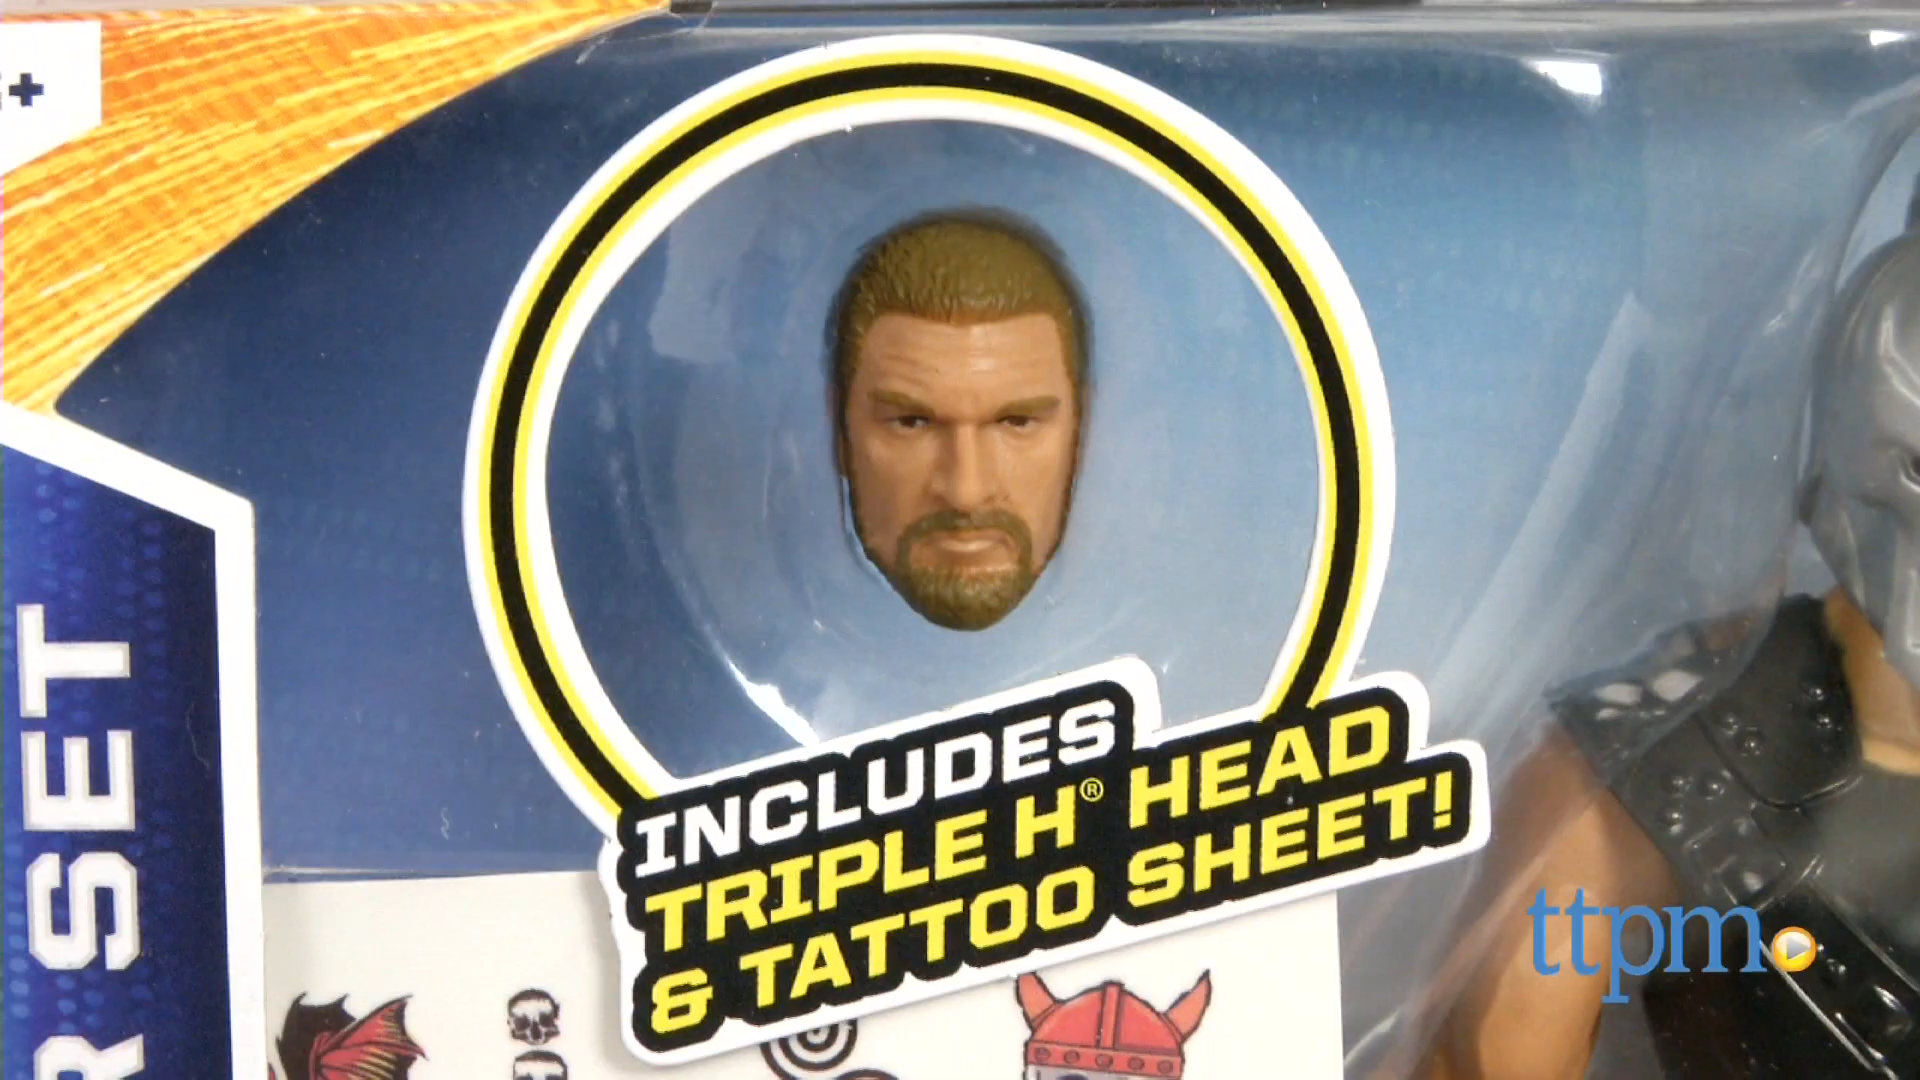 +
INCLUDES
TRIPLE H® HEAD
& TATTOO SHEET!
R SET
ttpm